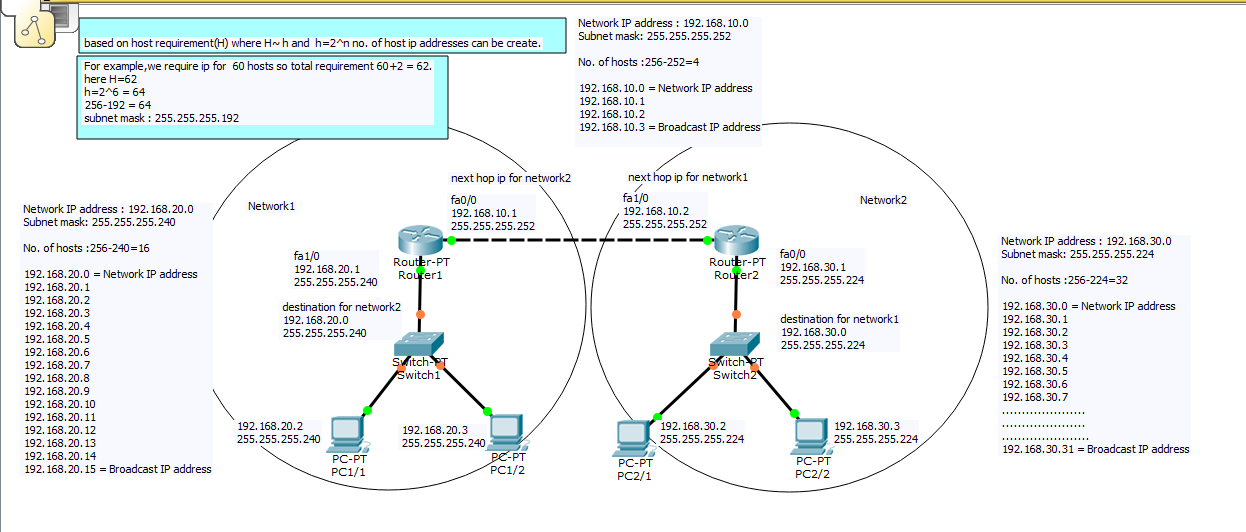 based on host requirement(H) where H~ h and  h=2^n no. of host ip addresses can be create.
For example,we require ip for  60 hosts so total requirement 60+2 = 62.
here H=62
h=2^6 = 64
256-192 = 64
subnet mask : 255.255.255.192
Network IP address : 192.168.10.0
Subnet mask: 255.255.255.252
No. of hosts :256-252=4
192.168.10.0 = Network IP address
192.168.10.1
192.168.10.2
192.168.10.3 = Broadcast IP address
Network IP address : 192.168.20.0
Subnet mask: 255.255.255.240
No. of hosts :256-240=16
192.168.20.0 = Network IP address
192.168.20.1
192.168.20.2
192.168.20.3
192.168.20.4
192.168.20.5
192.168.20.6
192.168.20.7
192.168.20.8
192.168.20.9
192.168.20.10
192.168.20.11
192.168.20.12
192.168.20.13
192.168.20.14
192.168.20.15 = Broadcast IP address
Network1
next hop ip for network2
fa0/0
192.168.10.1
255.255.255.252
Router-PT
Router1
fa1/0
192.168.20.1
255.255.255.240
destination for network2
192.168.20.0
255.255.255.240
Switch-PT
Switch1
192.168.20.2
255.255.255.240
PC-PT
PC1/1
192.168.20.3
255.255.255.240
PC-PT
PC1/2
next hop ip for network1
fa1/0
192.168.10.2
255.255.255.252
Network2
Router-PT
Router2
fa0/0
192.168.30.1
255.255.255.224
destination for network1
192.168.30.0
255.255.255.224
Switch-PT
Switch2
192.168.30.2
255.255.255.224
PC-PT
PC2/1
192.168.30.3
255.255.255.224
PC-PT
PC2/2
Network IP address : 192.168.30.0
Subnet mask: 255.255.255.224
No. of hosts :256-224=32
192.168.30.0 = Network IP address
192.168.30.1
192.168.30.2
192.168.30.3
192.168.30.4
192.168.30.5
192.168.30.6
192.168.30.7
......................
......................
.......................
192.168.30.31 = Broadcast IP address